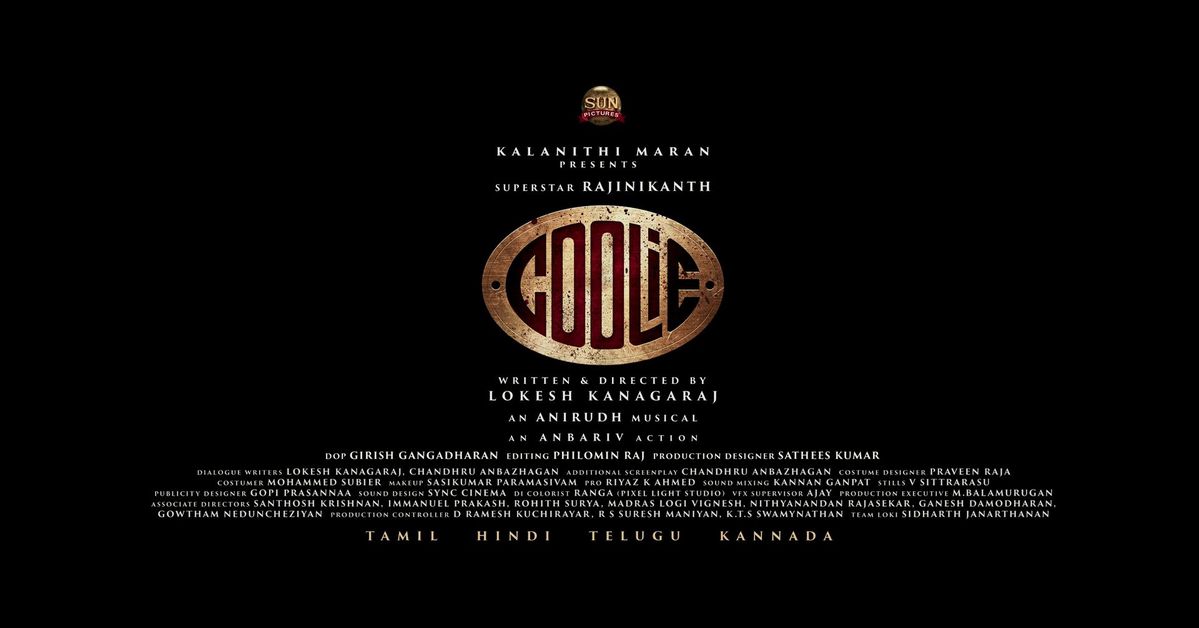 SUN
PICTURES
KALANITHI MARAN
PRESENTS
SUPERSTAR RAJINIKANTH
COOLiE
WRITTEN & DIRECTED BY
LOKESH KANAGARAJ
AN ANIRUDH MUSICAL
AN ANBARIV ACTION
DOP GIRISH GANGADHARAN EDITING PHILOMIN RAJ PRODUCTION DESIGNER SATHEES KUMAR
DIALOGUE WRITERS LOKESH KANAGARAJ, CHANDHRU ANBAZHAGAN ADDITIONAL SCREENPLAY CHANDHRU ANBAZHAGAN COSTUME DESIGNER PRAVEEN RAJA
COSTUMER MOHAMMED SUBIER MAKEUP SASIKUMAR PARAMASIVAM PRO RIYAZ K AHMED SOUND MIXING KANNAN GANPAT STILLS V SITTRARASU
PUBLICITY DESIGNER GOPI PRASANNAA SOUND DESIGN SYNC CINEMA DI COLORIST RANGA (PIXEL LIGHT STUDIO) VFX SUPERVISOR AJAY PRODUCTION EXECUTIVE M.BALAMURUGAN
ASSOCIATE DIRECTORS SANTHOSH KRISHNAN, IMMANUEL PRAKASH, ROHITH SURYA, MADRAS LOGI VIGNESH, NITHYANANDAN RAJASEKAR, GANESH DAMODHARAN,
GOWTHAM NEDUNCHEZIYAN PRODUCTION CONTROLLER D RAMESH KUCHIRAYAR, R S SURESH MANIYAN, K.T.S SWAMYNATHAN TEAM LOKI SIDHARTH JANARTHANAN
TAMIL HINDI TELUGU KANNADA